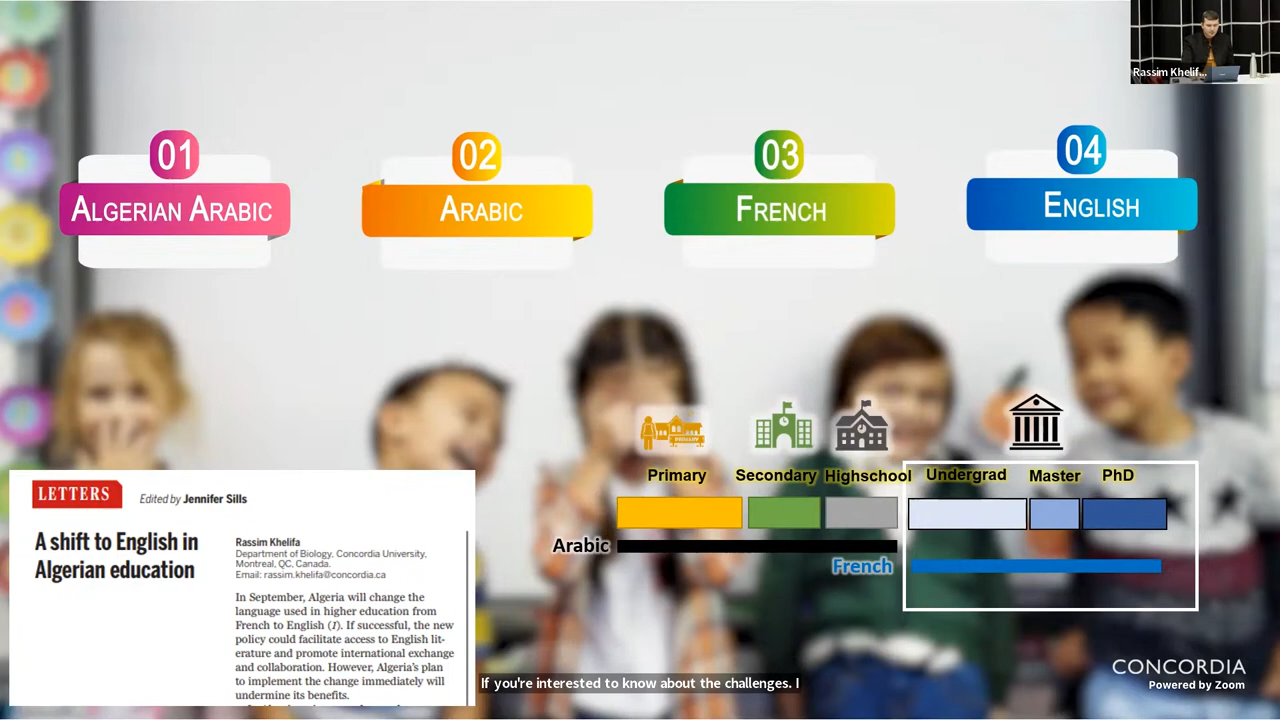 Rassim Khelif...
01
02
03
04
ALGERIAN ARABIC
ARABIC
FRENCH
ENGLISH
Primary
Secondary
Highschool
Undergrad
Master
PhD
Arabic
French
LETTERS
Edited by Jennifer Sills
A shift to English in
Algerian education
Rassim Khelifa
Department of Biology, Concordia University,
Montreal, QC, Canada.
Email: rassim.khelifa@concordia.ca
In September, Algeria will change the
language used in higher education from
French to English (1). If successful, the new
policy could facilitate access to English lit-
erature and promote international exchange
and collaboration. However, Algeria's plan
to implement the change immediately will
undermine its benefits.
If you're interested to know about the challenges. I
CONCORDIA
Powered by Zoom